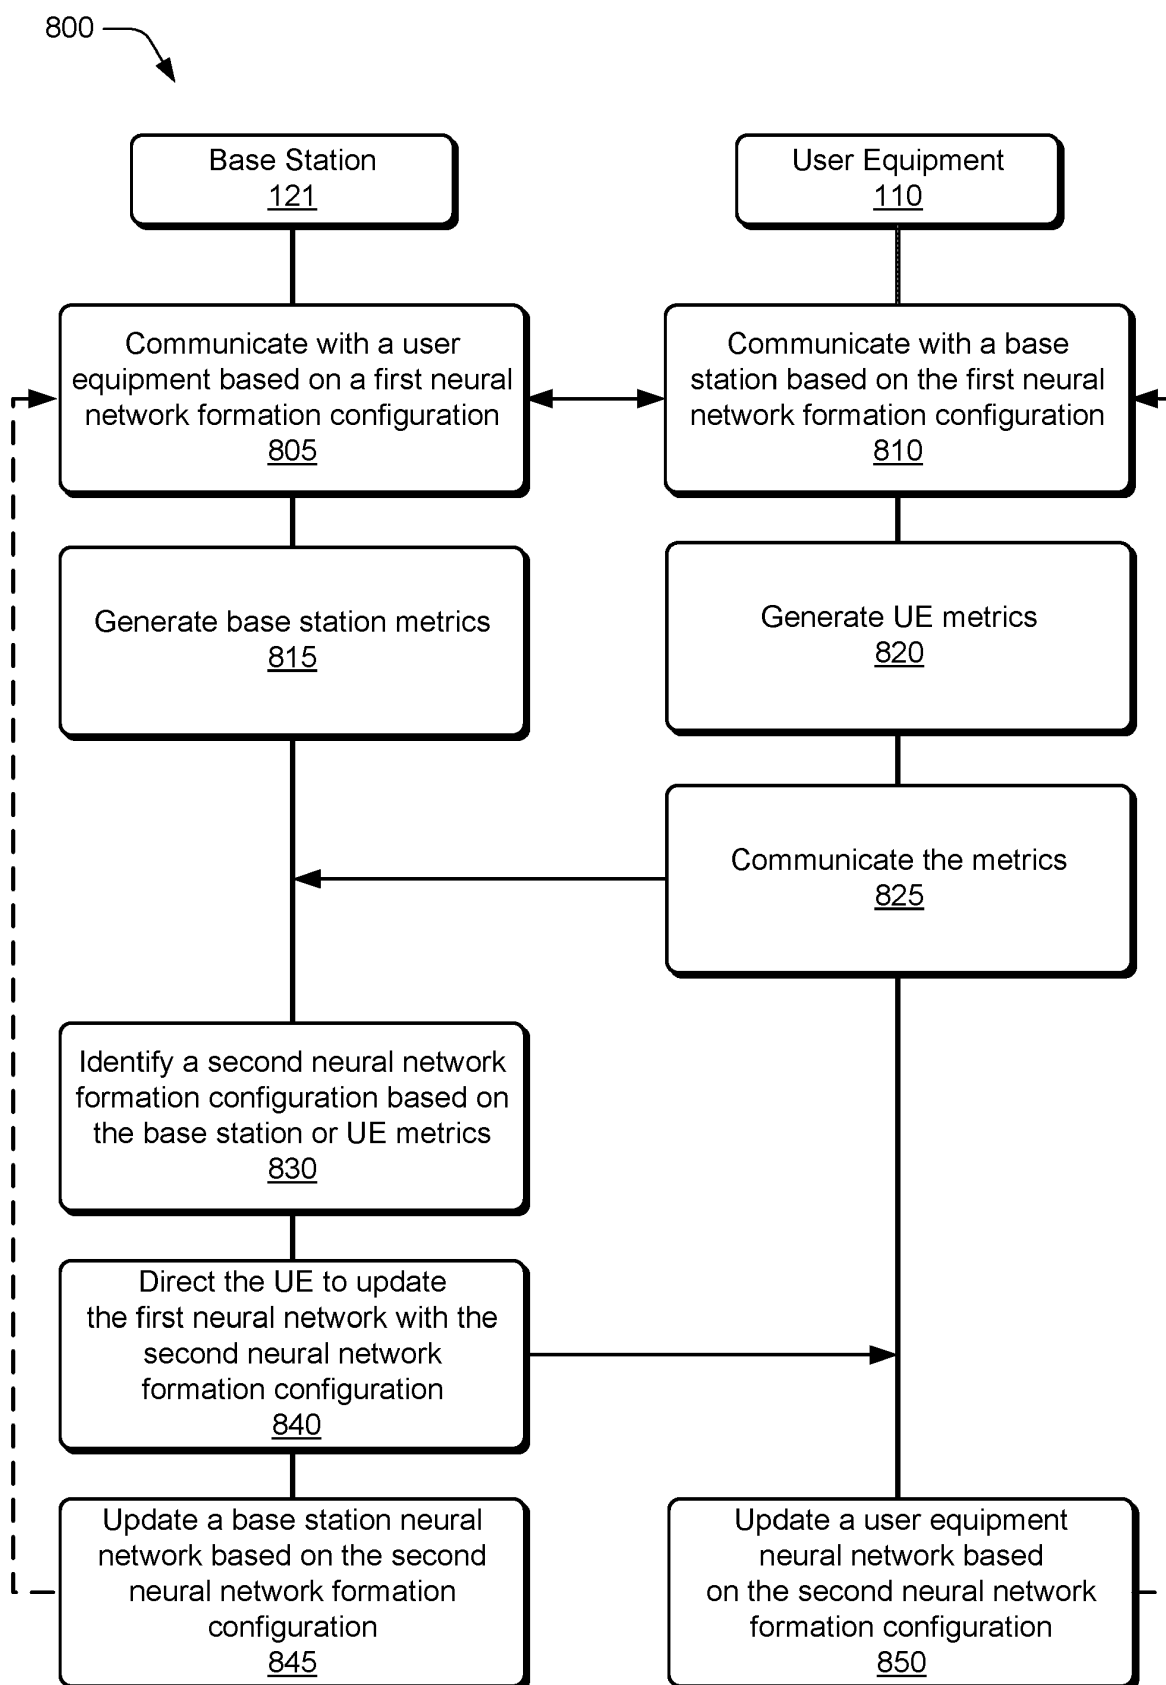 800
Base Station
121
User Equipment
110
Communicate with a user
equipment based on a first neural
network formation configuration
805
Communicate with a base
station based on the first neural
network formation configuration
810
Generate base station metrics
815
Generate UE metrics
820
Communicate the metrics
825
Identify a second neural network
formation configuration based on
the base station or UE metrics
830
Direct the UE to update
the first neural network with the
second neural network
formation configuration
840
Update a base station neural
network based on the second
neural network formation
configuration
845
Update a user equipment
neural network based
on the second neural network
formation configuration
850